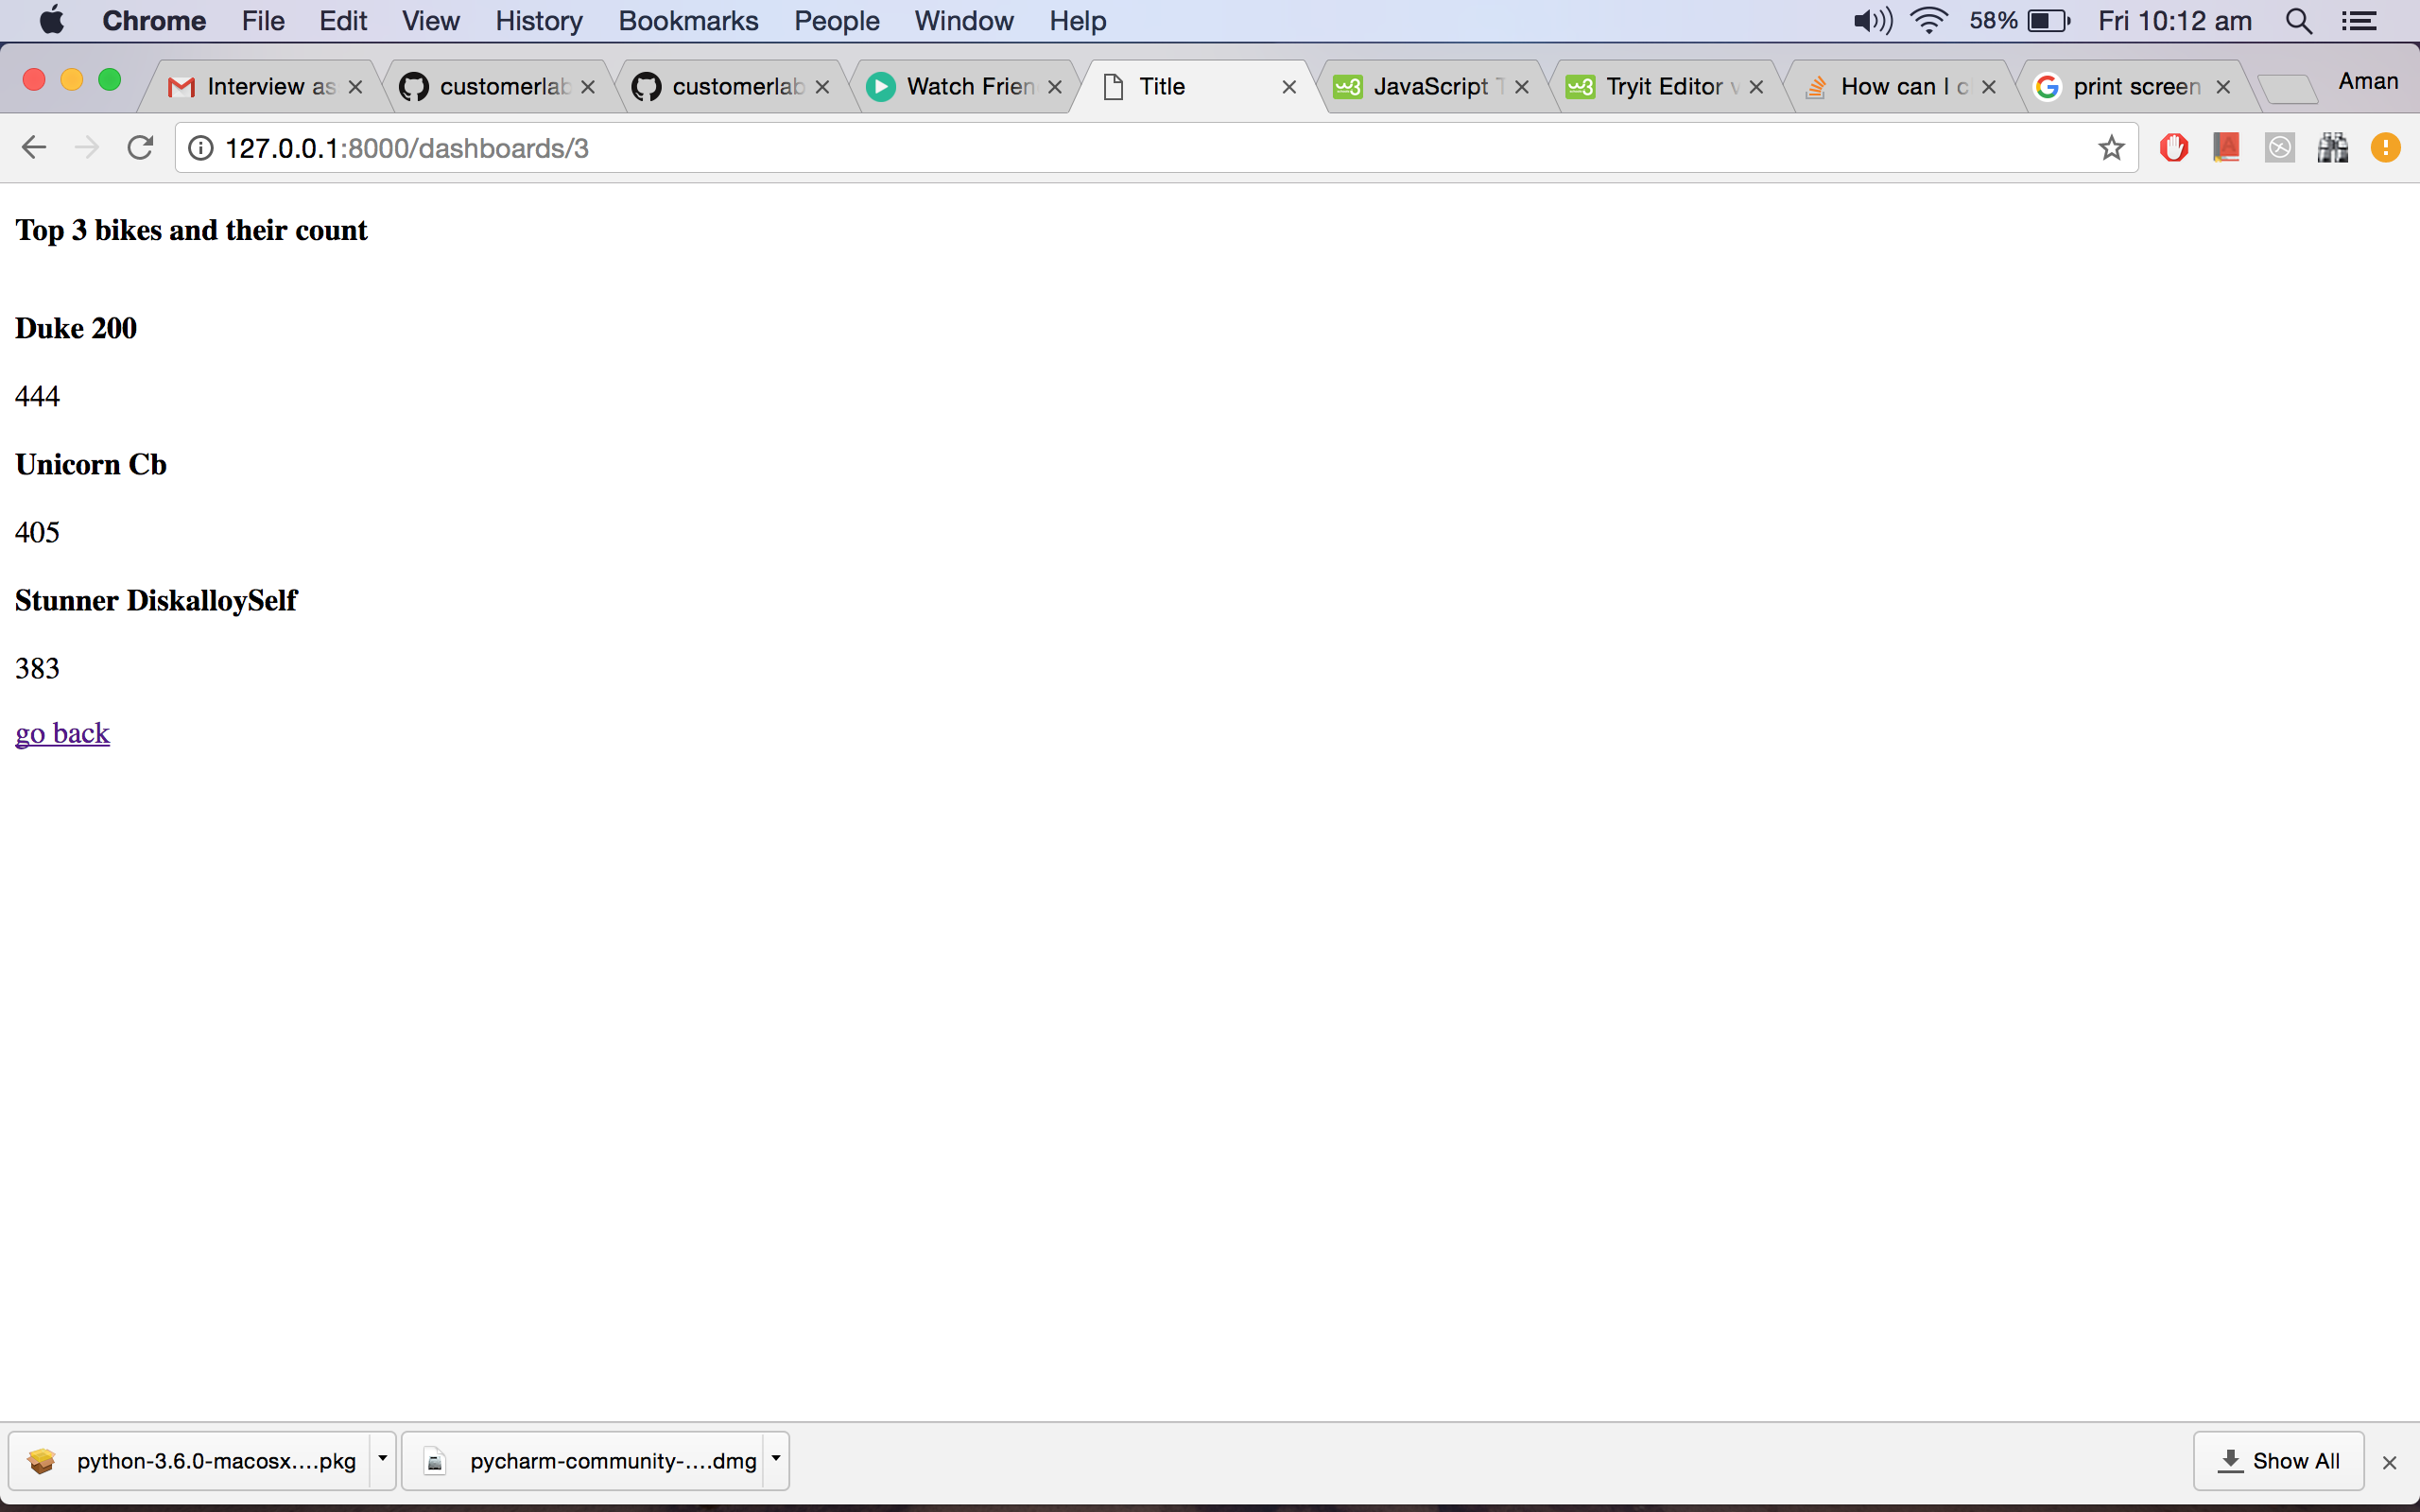 Chrome File Edit View History Bookmarks People Window Help 58% Fri 10:12 am
Interview as customerlab customerlab Watch Frien Title JavaScript Tryit Editor How can I c print screen Aman
127.0.0.1:8000/dashboards/3
Top 3 bikes and their count
Duke 200
444
Unicorn Cb
405
Stunner DiskalloySelf
383
go back
python-3.6.0-macosx....pkg pycharm-community-....dmg Show All